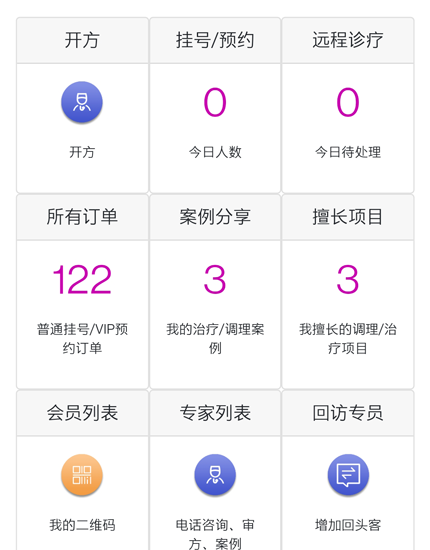 开方
挂号/预约
远程诊疗
0
0
开方
今日人数
今日待处理
所有订单
案例分享
擅长项目
122
3
3
普通挂号/VIP预
约订单
我的治疗/调理案
例
我擅长的调理/治
疗项目
会员列表
专家列表
回访专员
我的二维码
电话咨询、审
方、案例
增加回头客